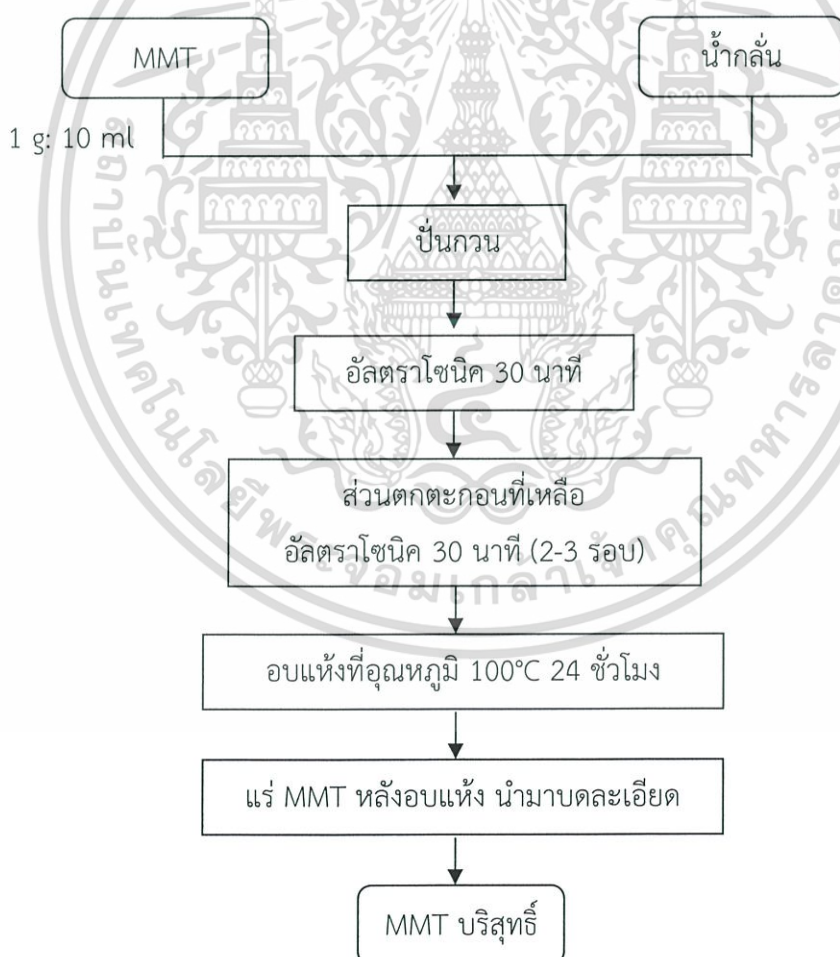 MMT
น้ำกลั่น
1 g: 10 ml
ปั่นกวน
อัลตราโซนิค 30 นาที
ส่วนตกตะกอนที่เหลือ
อัลตราโซนิค 30 นาที (2-3 รอบ)
อบแห้งที่อุณหภูมิ 100°C 24 ชั่วโมง
แร่ MMT หลังอบแห้ง นำมาบดละเอียด
MMT บริสุทธิ์